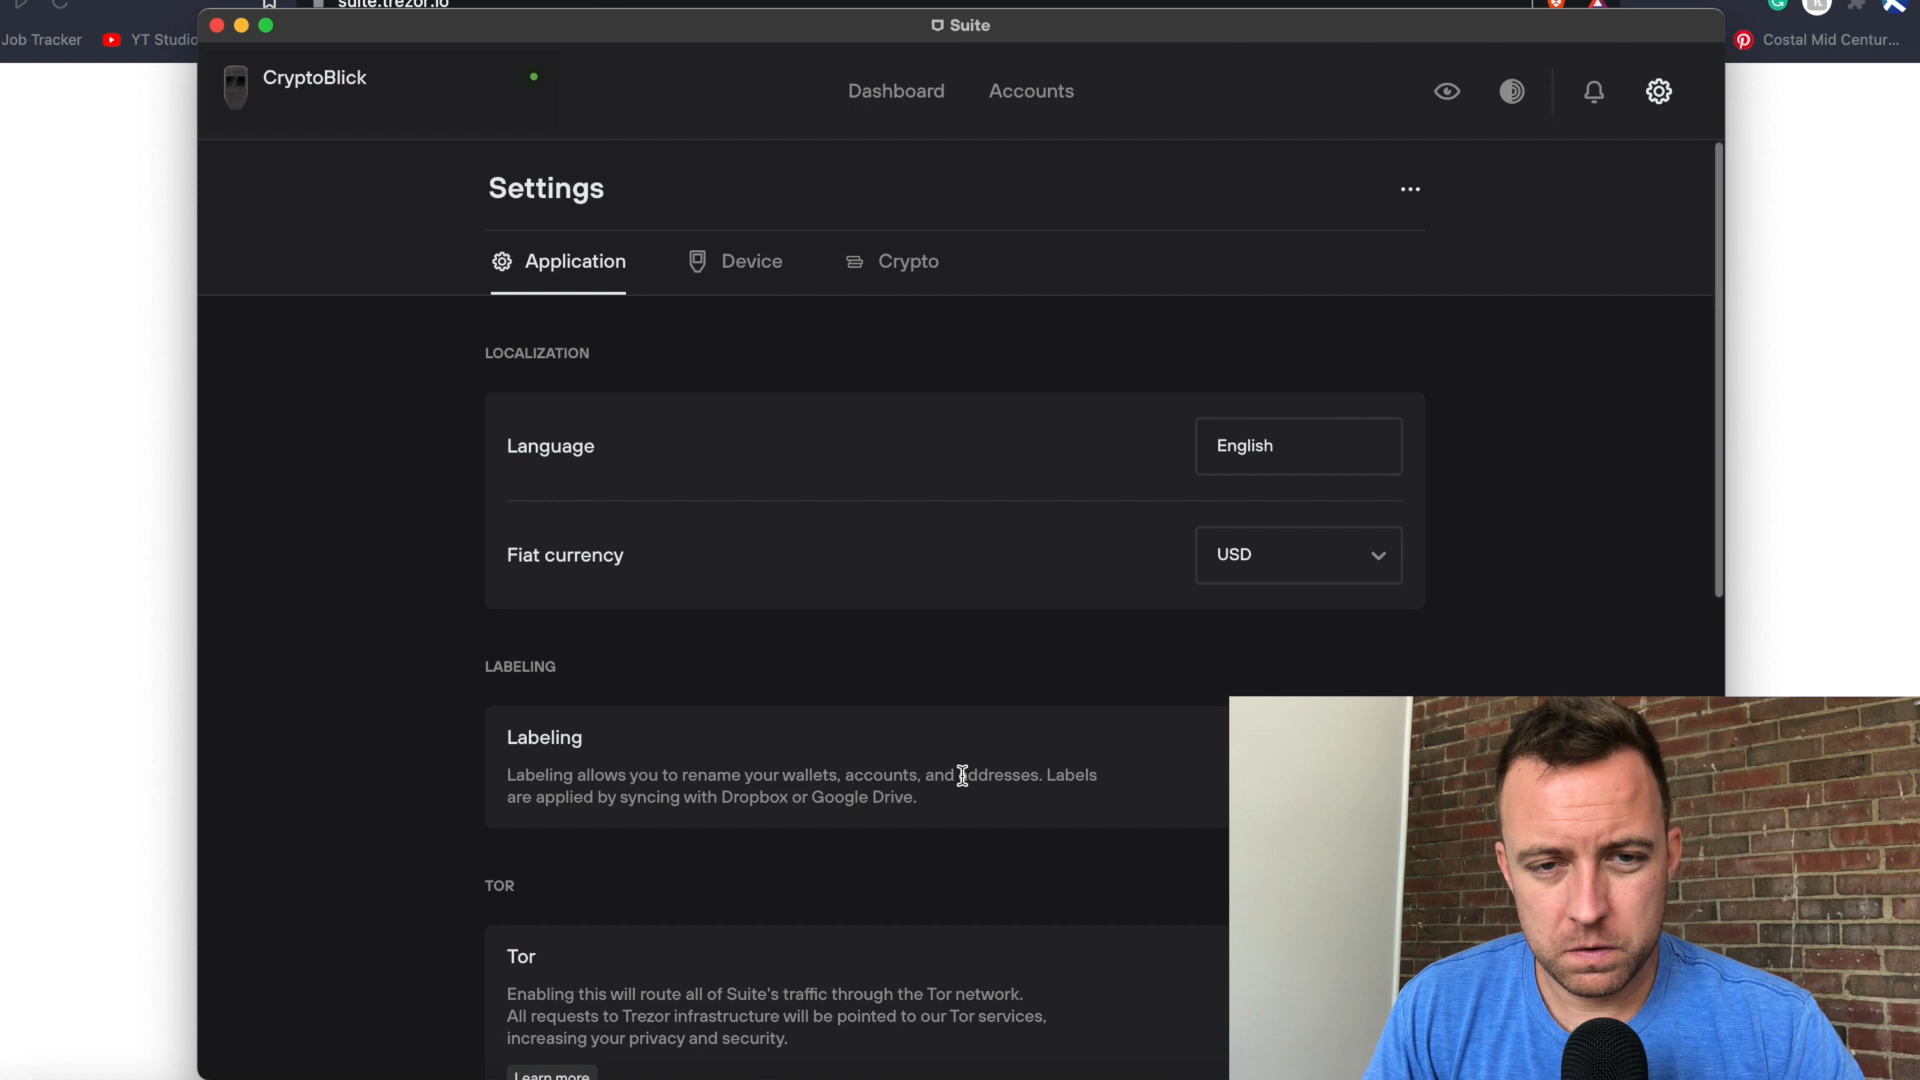 suite.trezor.io
Job Tracker
YT Studio
Costal Mid Centur...
Suite
CryptoBlick
Dashboard
Accounts
Settings
Application
Device
Crypto
LOCALIZATION
Language
English
Fiat currency
USD
LABELING
Labeling
Labeling allows you to rename your wallets, accounts, and addresses. Labels
are applied by syncing with Dropbox or Google Drive.
TOR
Tor
Enabling this will route all of Suite's traffic through the Tor network.
All requests to Trezor infrastructure will be pointed to our Tor services,
increasing your privacy and security.
Learn more